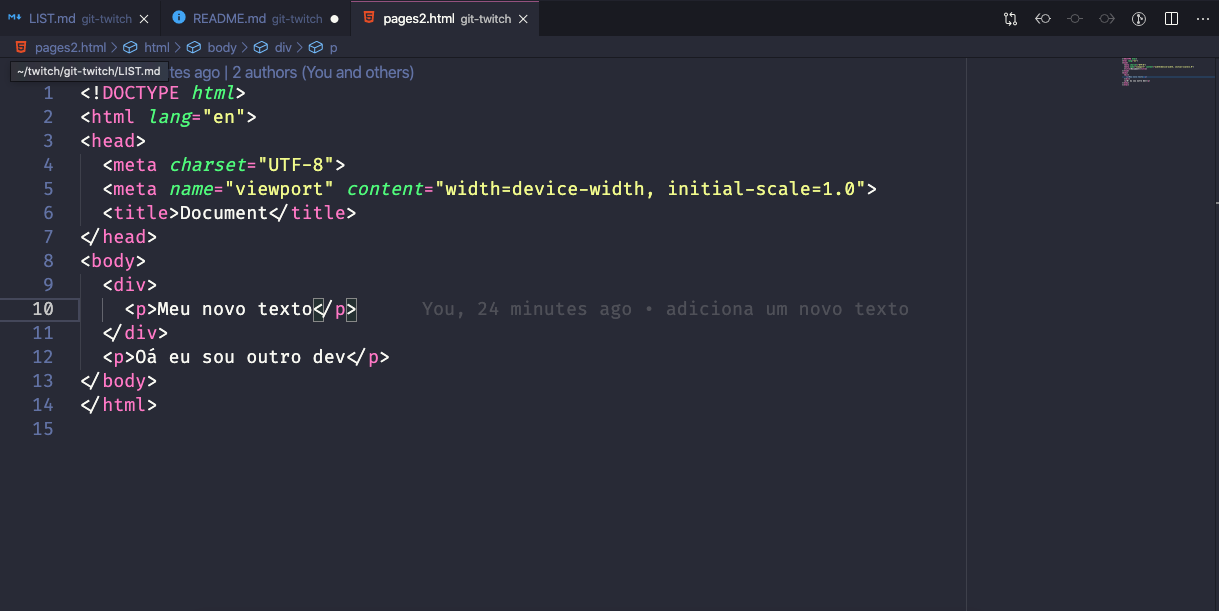 LIST.md git-twitch README.md git-twitch pages2.html git-twitch
pages2.html > html > body > div > p
~/twitch/git-twitch/LIST.md
tes ago | 2 authors (You and others)
1 <!DOCTYPE html>
2 <html lang="en">
3 <head>
4 <meta charset="UTF-8">
5 <meta name="viewport" content="width=device-width, initial-scale=1.0">
6 <title>Document</title>
7 </head>
8 <body>
9 <div>
10 <p>Meu novo texto</p> You, 24 minutes ago • adiciona um novo texto
11 </div>
12 <p>Oá eu sou outro dev</p>
13 </body>
14 </html>
15